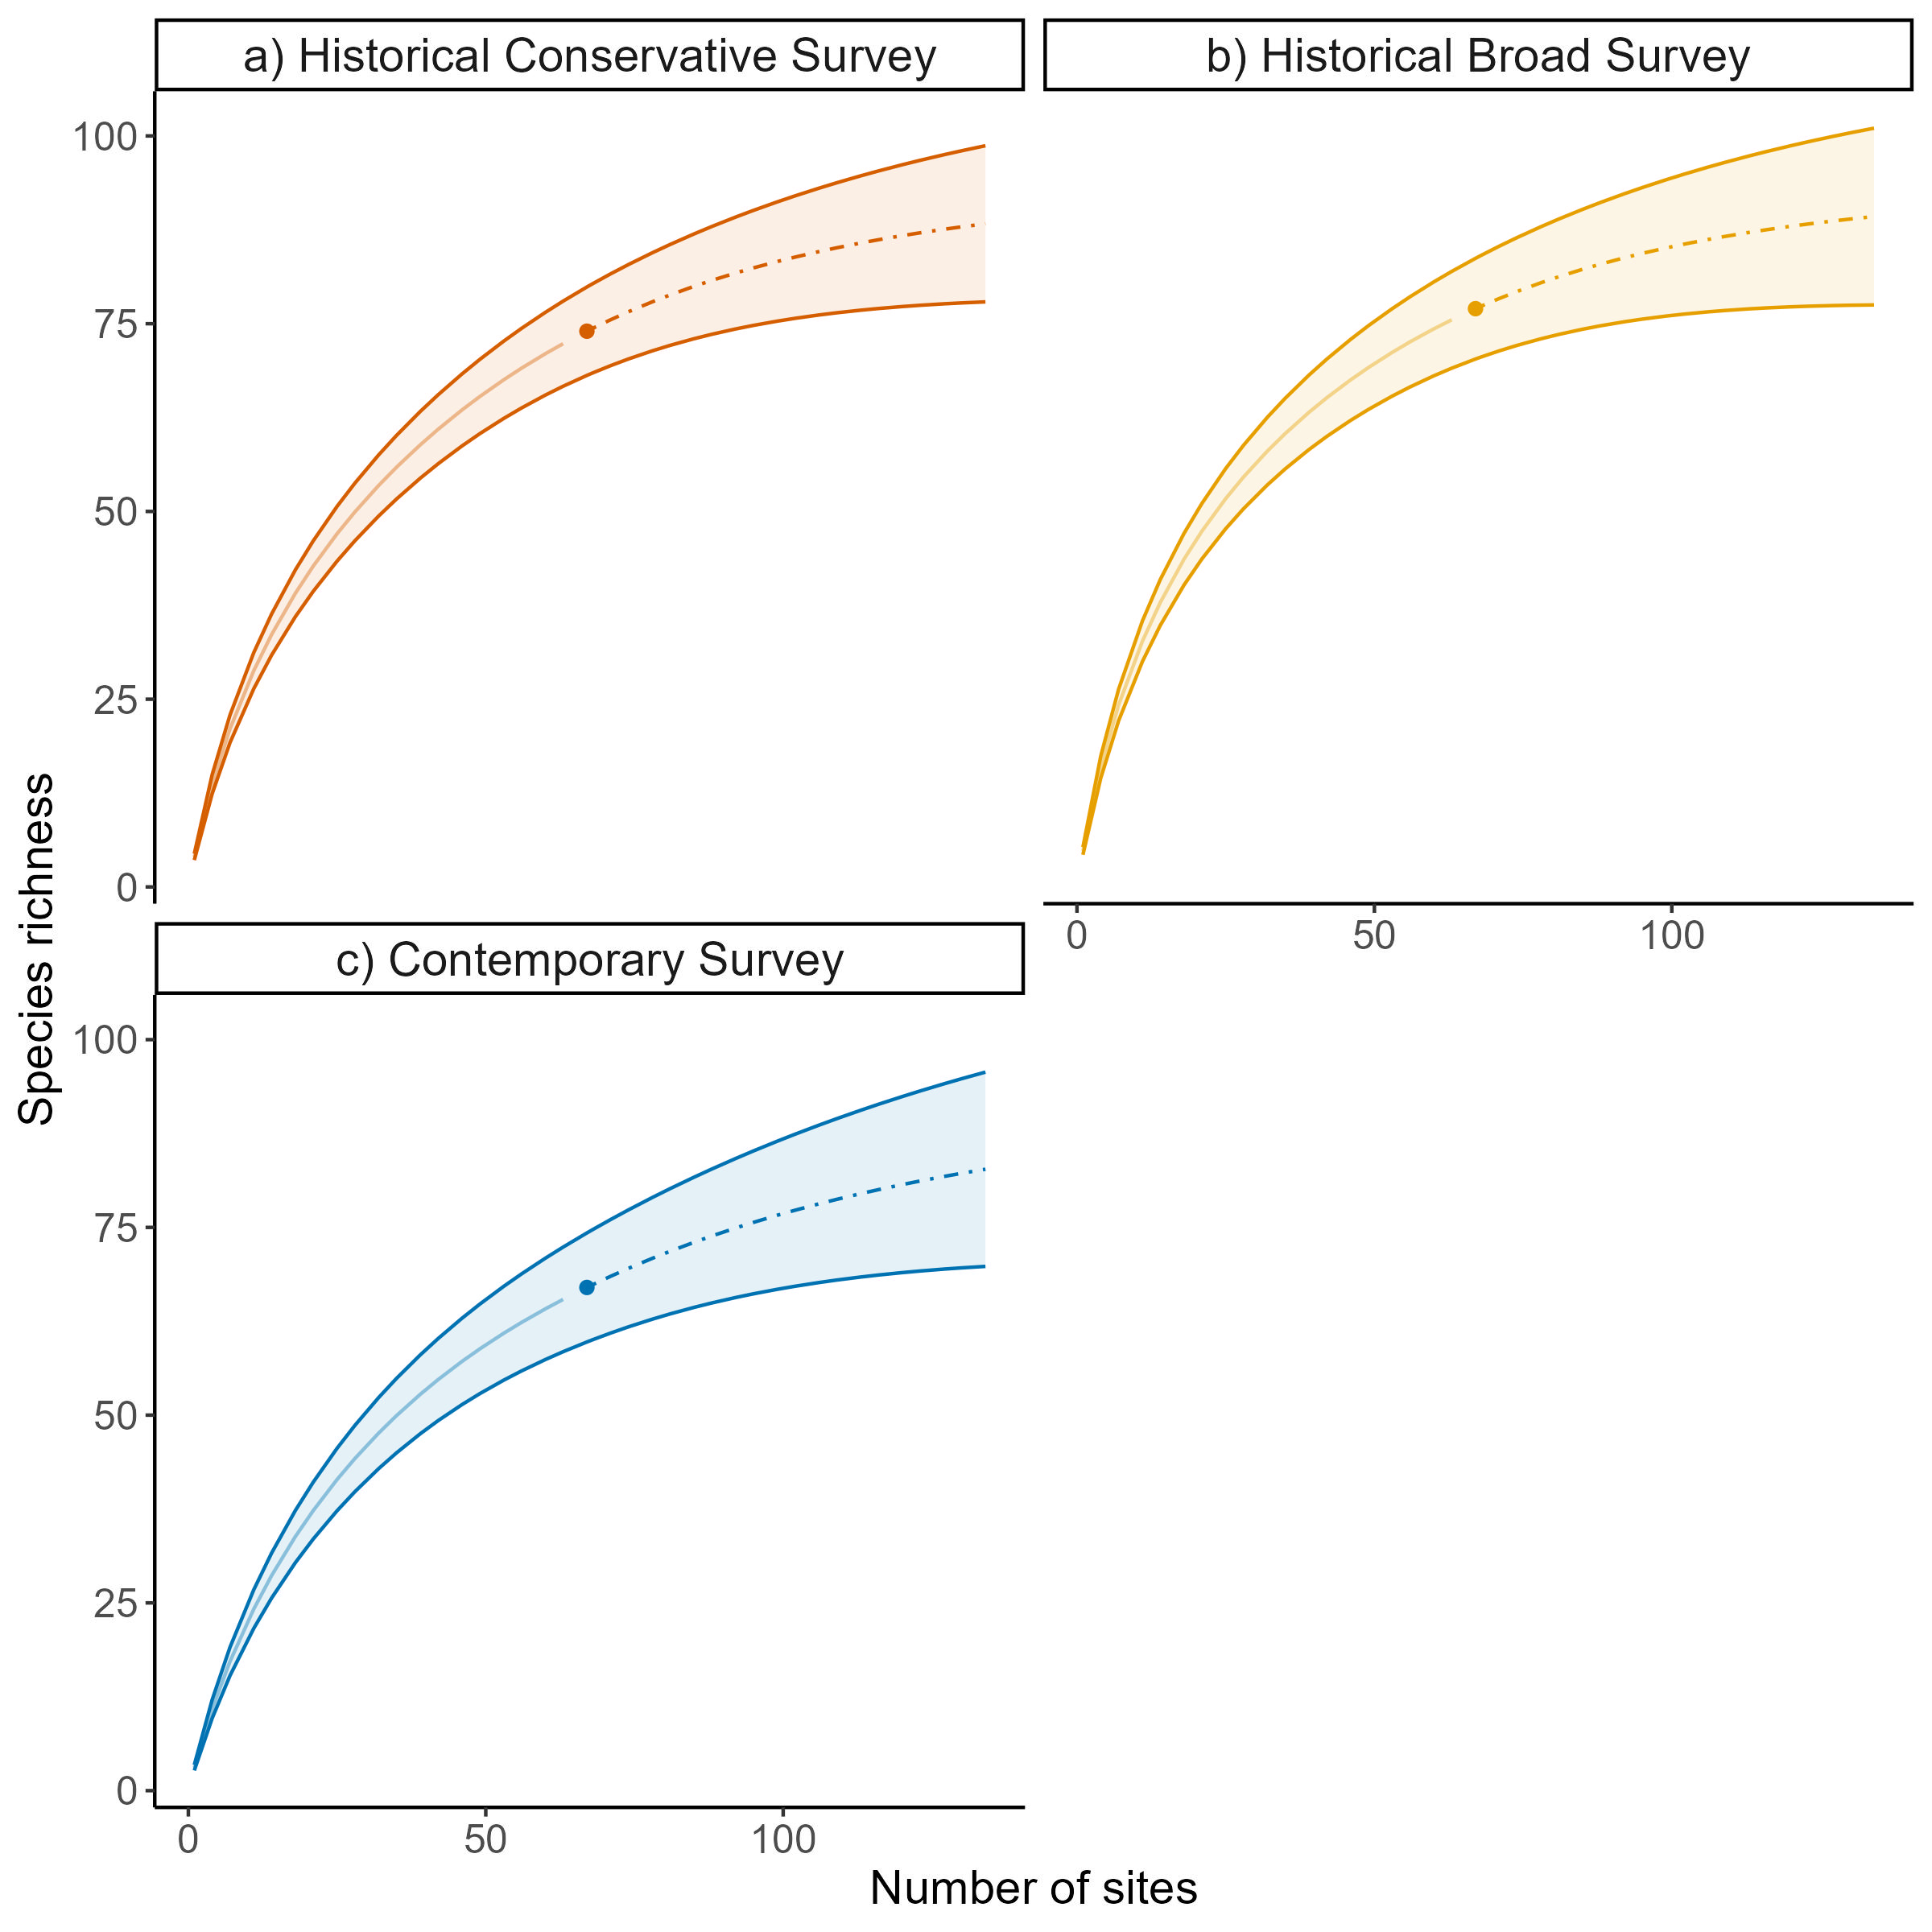 a) Historical Conservative Survey
b) Historical Broad Survey
100
75
50
25
0
0 50 100
c) Contemporary Survey
Species richness
100
75
50
25
0
0 50 100
Number of sites